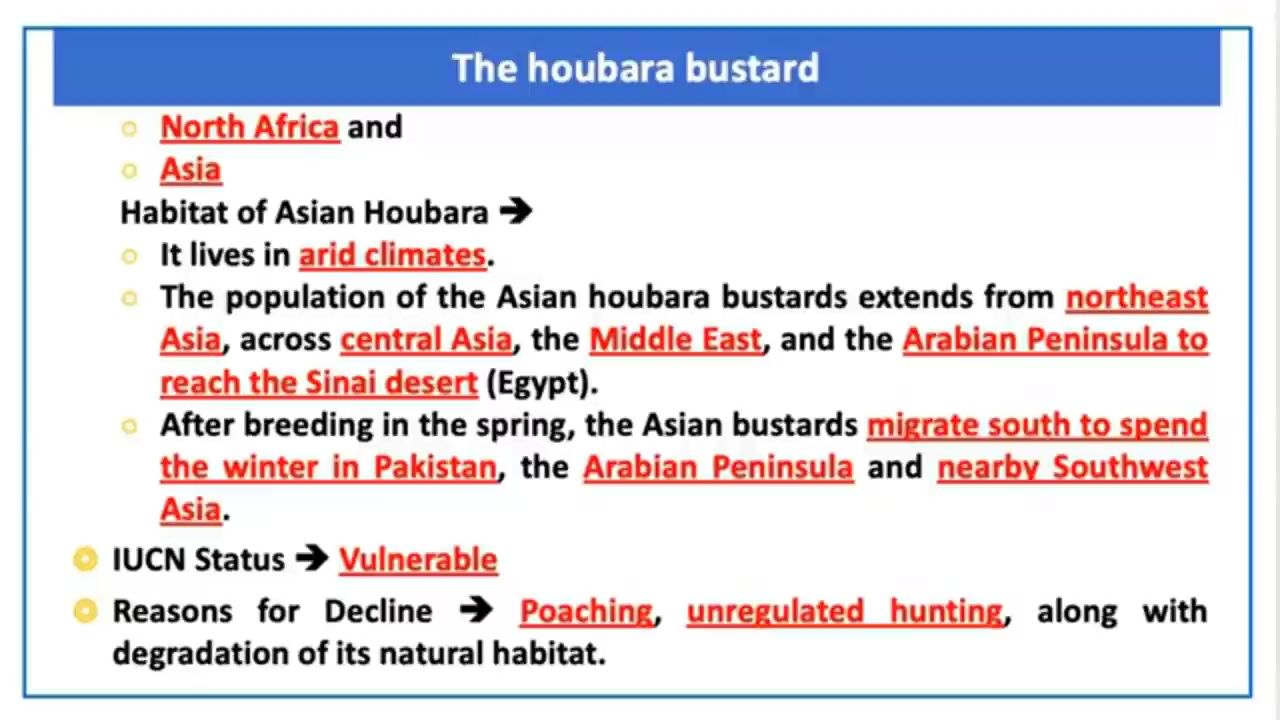 The houbara bustard
○ North Africa and
○ Asia
Habitat of Asian Houbara ➔
○ It lives in arid climates.
○ The population of the Asian houbara bustards extends from northeast
Asia, across central Asia, the Middle East, and the Arabian Peninsula to
reach the Sinai desert (Egypt).
○ After breeding in the spring, the Asian bustards migrate south to spend
the winter in Pakistan, the Arabian Peninsula and nearby Southwest
Asia.
IUCN Status ➔ Vulnerable
Reasons for Decline ➔ Poaching, unregulated hunting, along with
degradation of its natural habitat.